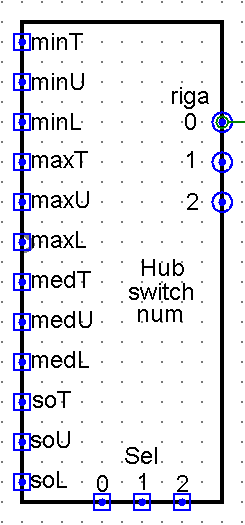 minT
minU
minL
maxT
maxU
maxL
medT
medU
medL
soT
soU
soL
riga
0
1
2
Hub
switch
num
Sel
0 1 2